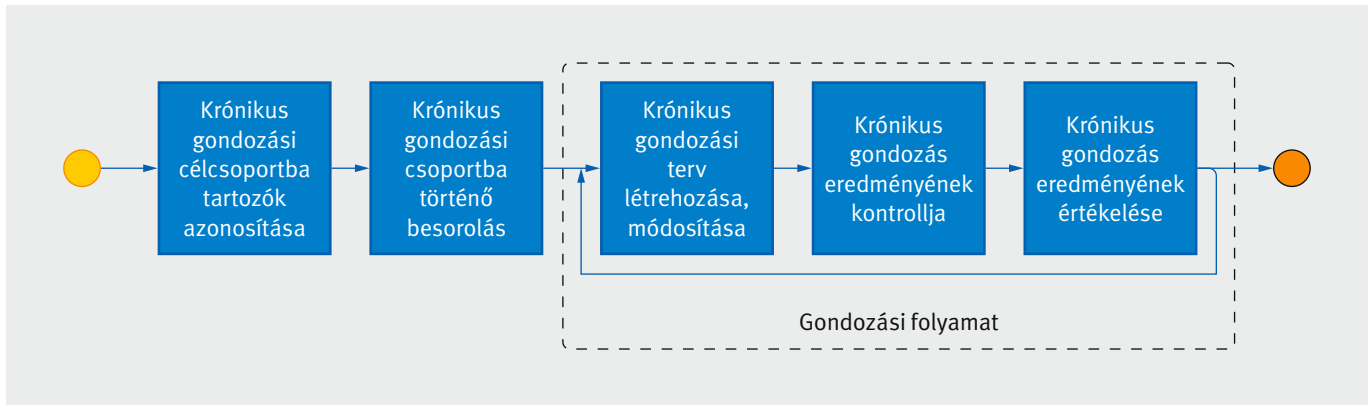 Krónikus
gondozási
célcsoportba
tartozók
azonosítása
Krónikus
gondozási
csoportba
történő
besorolás
Krónikus
gondozási
terv
létrehozása,
módosítása
Krónikus
gondozás
eredményének
kontrollja
Krónikus
gondozás
eredményének
értékelése
Gondozási folyamat